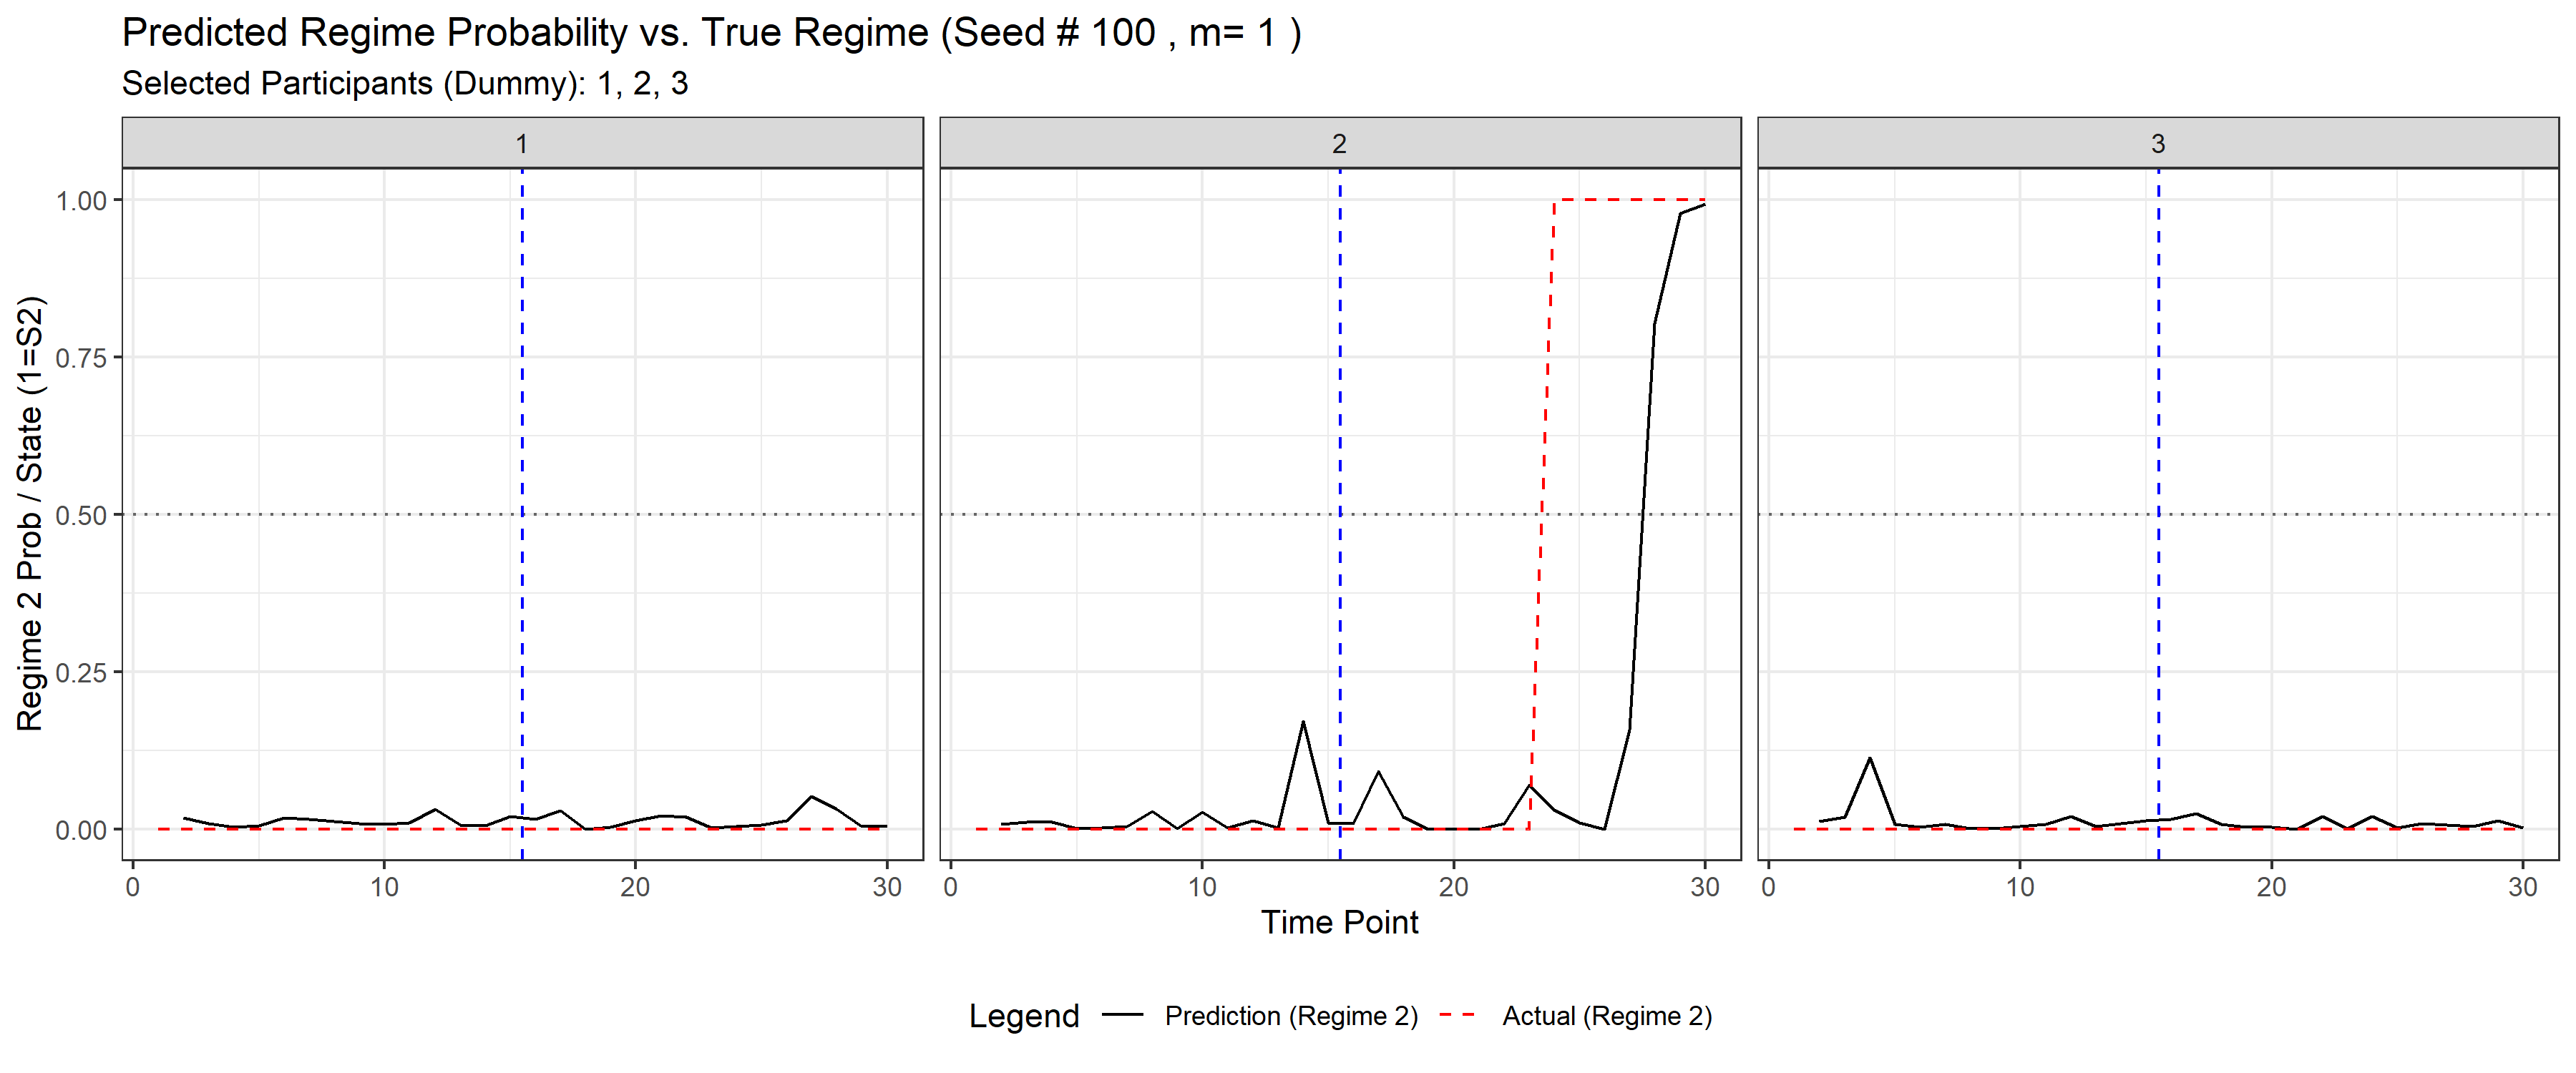 Predicted Regime Probability vs. True Regime (Seed # 100 , m= 1 )
Selected Participants (Dummy): 1, 2, 3
1
2
3
Regime 2 Prob / State (1=S2)
1.00
0.75
0.50
0.25
0.00
0 10 20 30
0 10 20 30
0 10 20 30
Time Point
Legend Prediction (Regime 2) Actual (Regime 2)